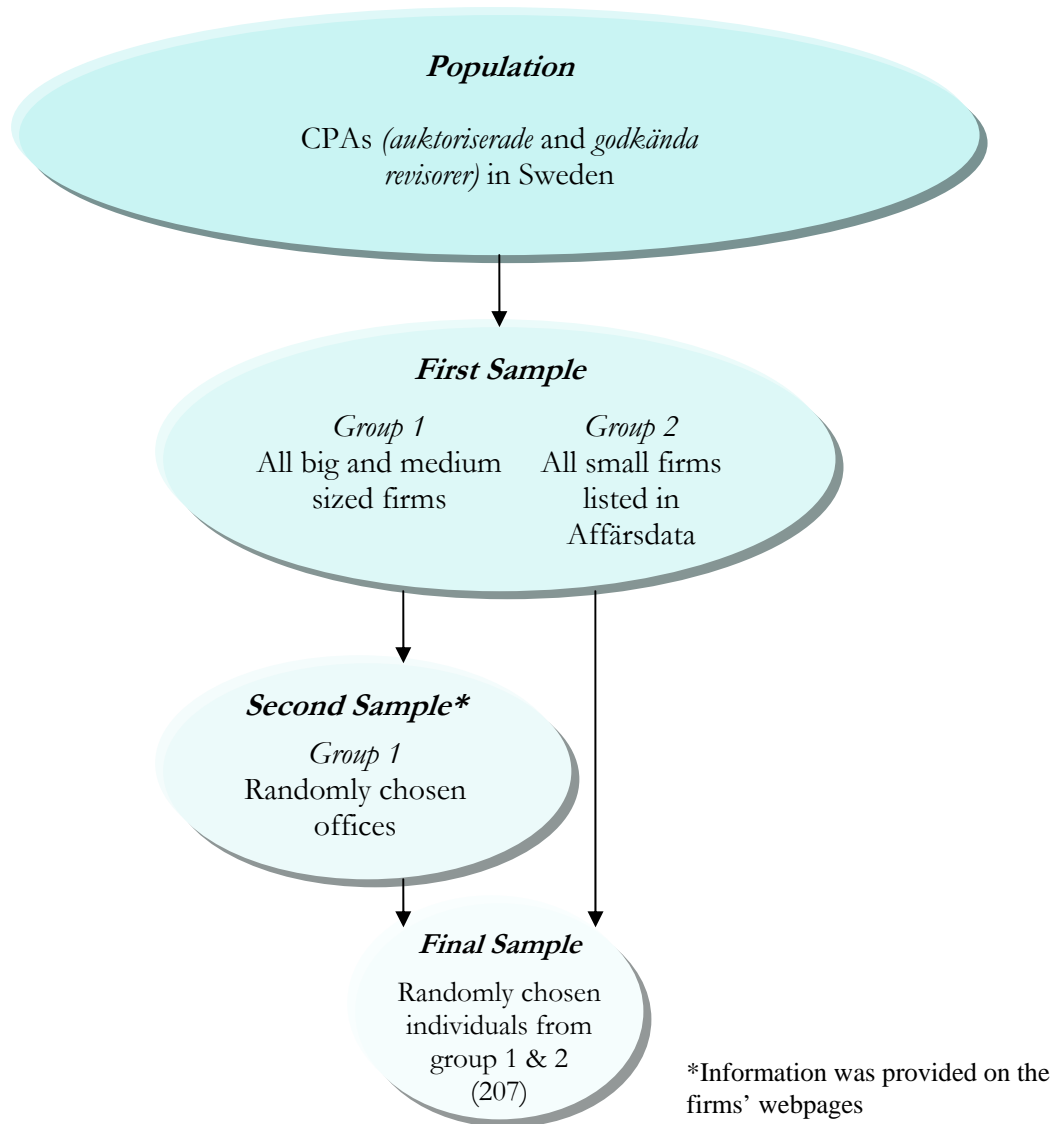 Population
CPAs (auktoriserade and godkända
revisorer) in Sweden
First Sample
Group 1
All big and medium
sized firms
Group 2
All small firms
listed in
Affärsdata
Second Sample*
Group 1
Randomly chosen
offices
Final Sample
Randomly chosen
individuals from
group 1 & 2
(207)
*Information was provided on the
firms’ webpages